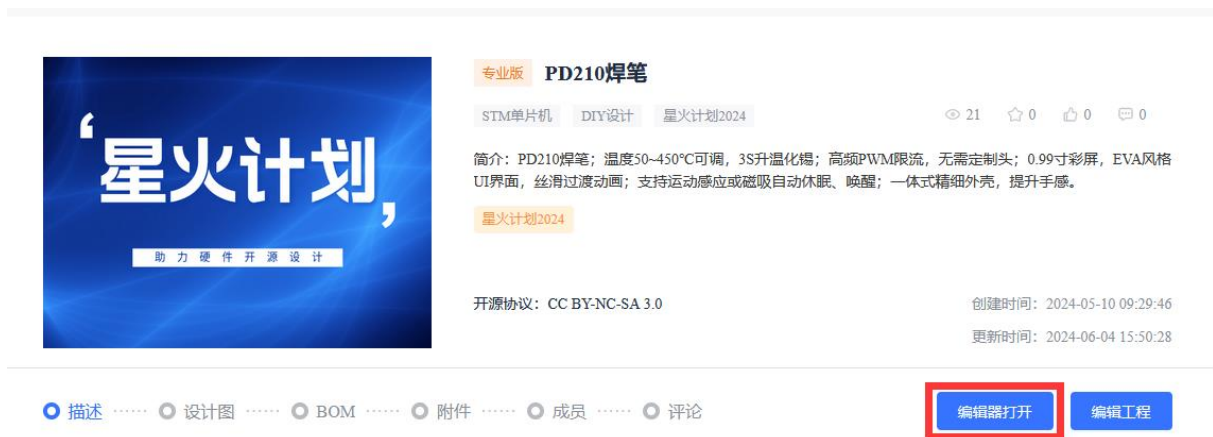 ‘星火计划，
助力硬件开源设计
专业版 PD210焊笔
STM单片机 DIY设计 星火计划2024 21 0 0 0
简介：PD210焊笔；温度50~450℃可调，3S升温化锡；高频PWM限流，无需定制头；0.99寸彩屏，EVA风格
UI界面，丝滑过渡动画；支持运动感应或磁吸自动休眠、唤醒；一体式精细外壳，提升手感。
星火计划2024
开源协议：CC BY-NC-SA 3.0 创建时间：2024-05-10 09:29:46
更新时间：2024-06-04 15:50:28
描述 ······ 设计图 ······ BOM ······ 附件 ······ 成员 ······ 评论 编辑器打开 编辑工程